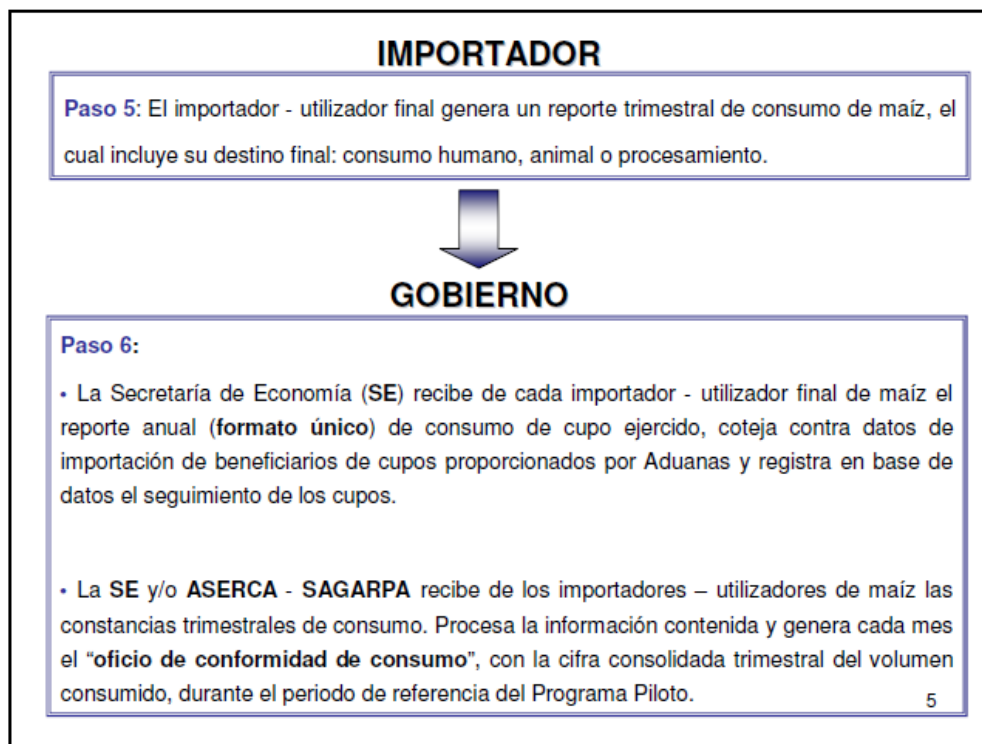 IMPORTADOR
Paso 5: El importador - utilizador final genera un reporte trimestral de consumo de maíz, el
cual incluye su destino final: consumo humano, animal o procesamiento.
GOBIERNO
Paso 6:
• La Secretaría de Economía (SE) recibe de cada importador - utilizador final de maíz el
reporte anual (formato único) de consumo de cupo ejercido, coteja contra datos de
importación de beneficiarios de cupos proporcionados por Aduanas y registra en base de
datos el seguimiento de los cupos.
• La SE y/o ASERCA - SAGARPA recibe de los importadores – utilizadores de maíz las
constancias trimestrales de consumo. Procesa la información contenida y genera cada mes
el “oficio de conformidad de consumo”, con la cifra consolidada trimestral del volumen
consumido, durante el periodo de referencia del Programa Piloto.
5